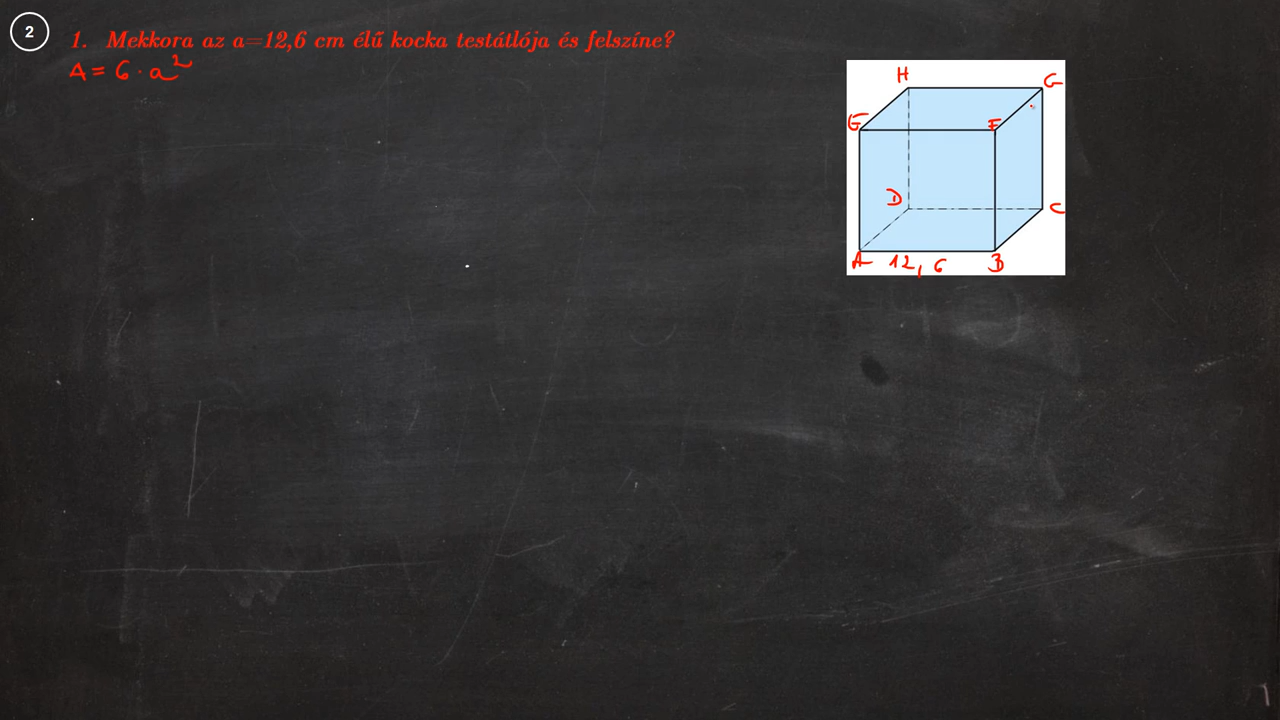 2
1. Mekkora az a=12,6 cm élű kocka testátlója és felszíne?
A = 6 · a²
H G
E F
D C
A 12,6 B